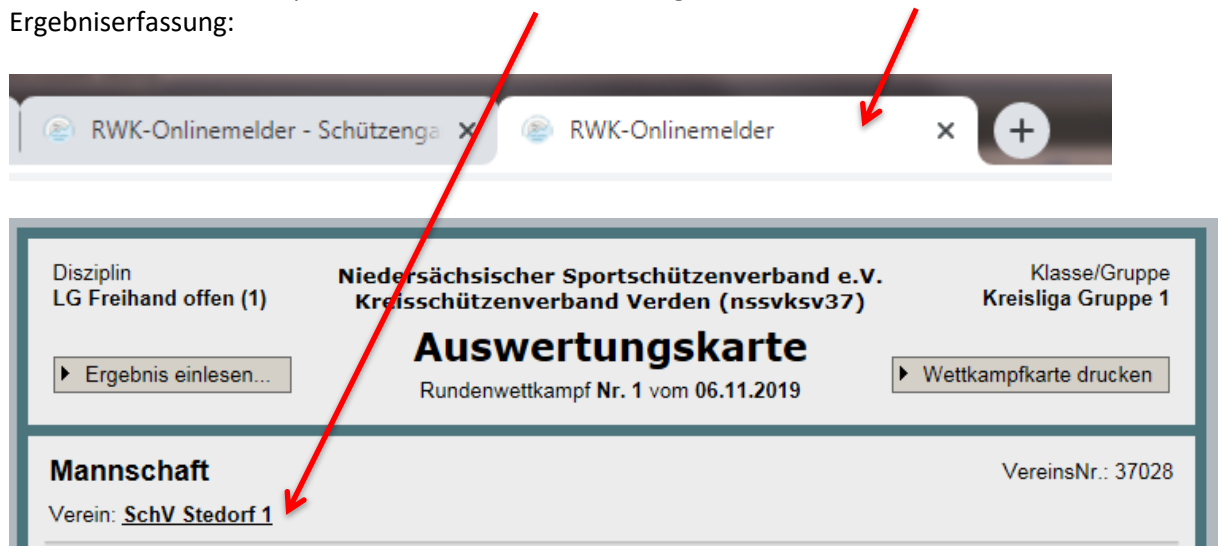 Ergebniserfassung:
RWK-Onlinemelder - Schützenga
RWK-Onlinemelder
Disziplin
LG Freihand offen (1)
Niedersächsischer Sportschützenverband e.V.
Kreisschützenverband Verden (nssvksv37)
Klasse/Gruppe
Kreisliga Gruppe 1
Auswertungskarte
Ergebnis einlesen...
Rundenwettkampf Nr. 1 vom 06.11.2019
Wettkampfkarte drucken
Mannschaft
VereinsNr.: 37028
Verein: SchV Stedorf 1